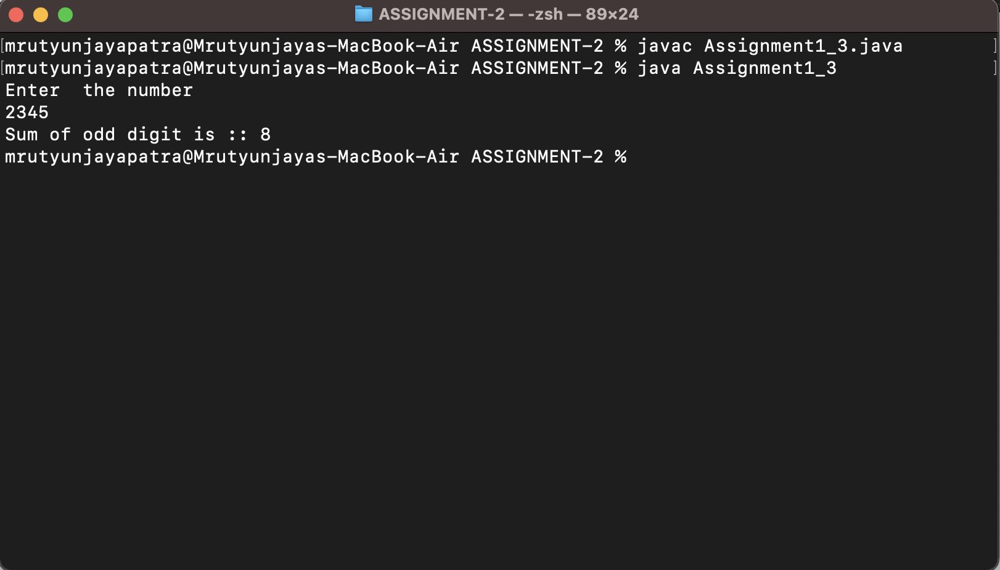 ASSIGNMENT-2 — -zsh — 89×24
[mrutyunjayapatra@Mrutyunjayas-MacBook-Air ASSIGNMENT-2 % javac Assignment1_3.java ]
[mrutyunjayapatra@Mrutyunjayas-MacBook-Air ASSIGNMENT-2 % java Assignment1_3 ]
Enter  the number
2345
Sum of odd digit is :: 8
mrutyunjayapatra@Mrutyunjayas-MacBook-Air ASSIGNMENT-2 %